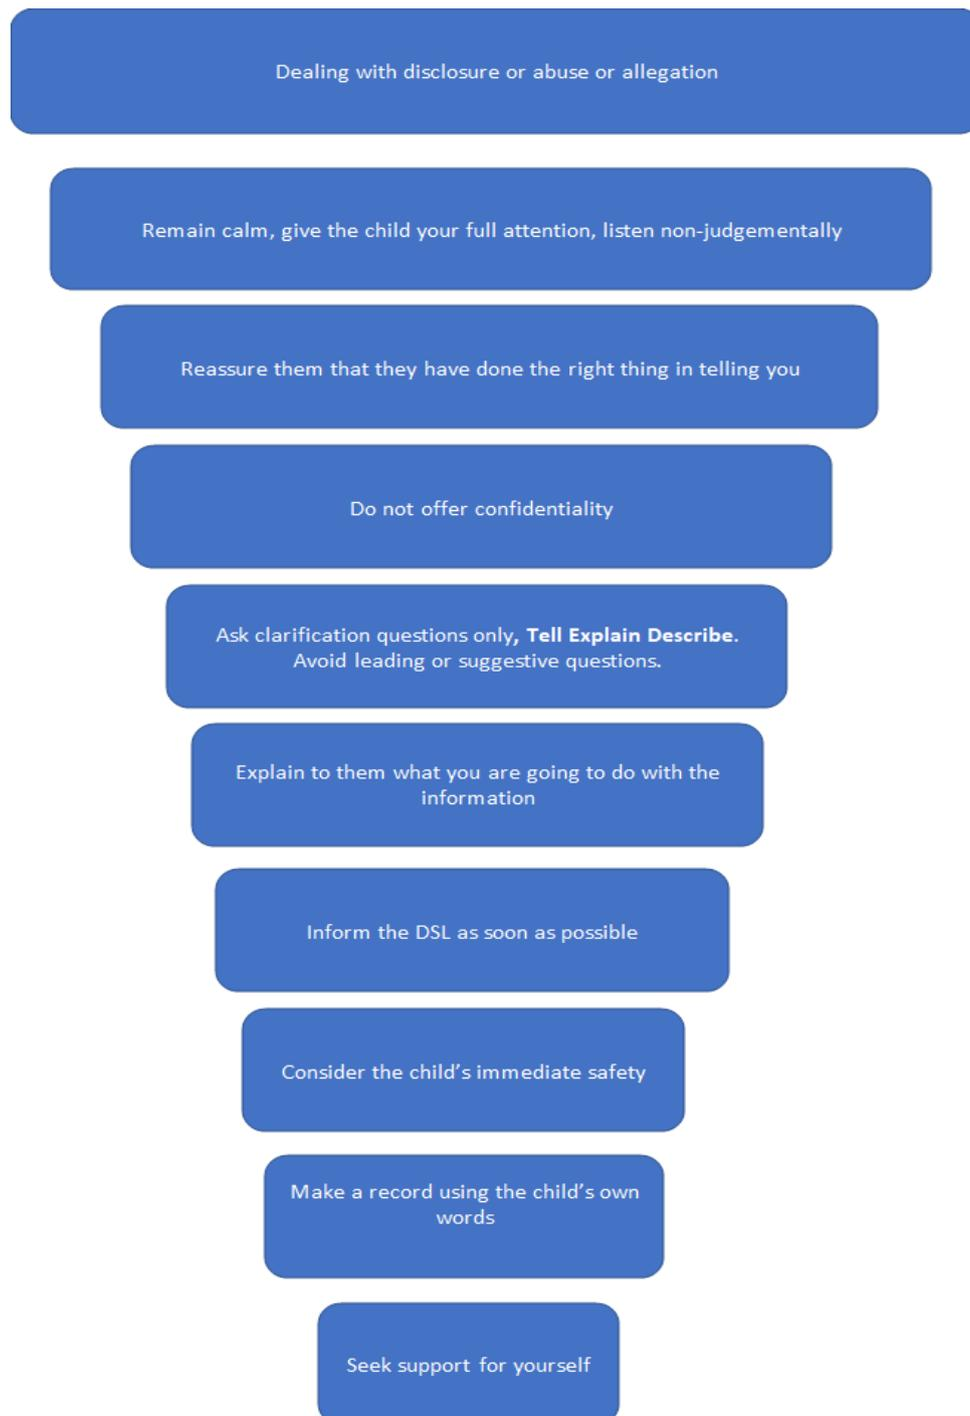 Dealing with disclosure or abuse or allegation
Remain calm, give the child your full attention, listen non-judgementally
Reassure them that they have done the right thing in telling you
Do not offer confidentiality
Ask clarification questions only, Tell Explain Describe.
Avoid leading or suggestive questions.
Explain to them what you are going to do with the
information
Inform the DSL as soon as possible
Consider the child’s immediate safety
Make a record using the child’s own
words
Seek support for yourself